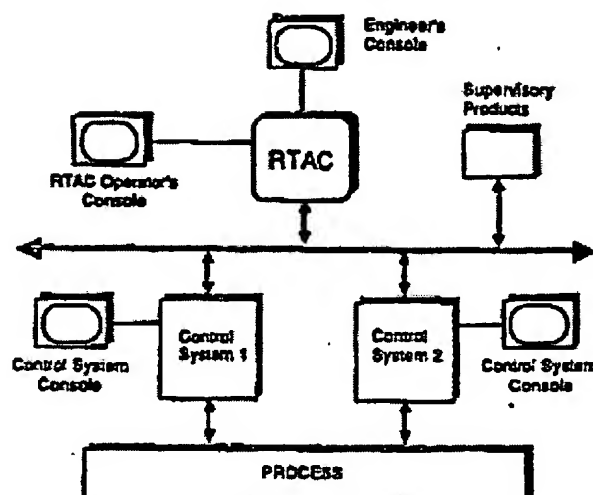 Engineer's
Console
Supervisory
Products
RTAC
RTAC Operator's
Console
Control
System 1
Control
System 2
Control System
Console
Control System
Console
PROCESS